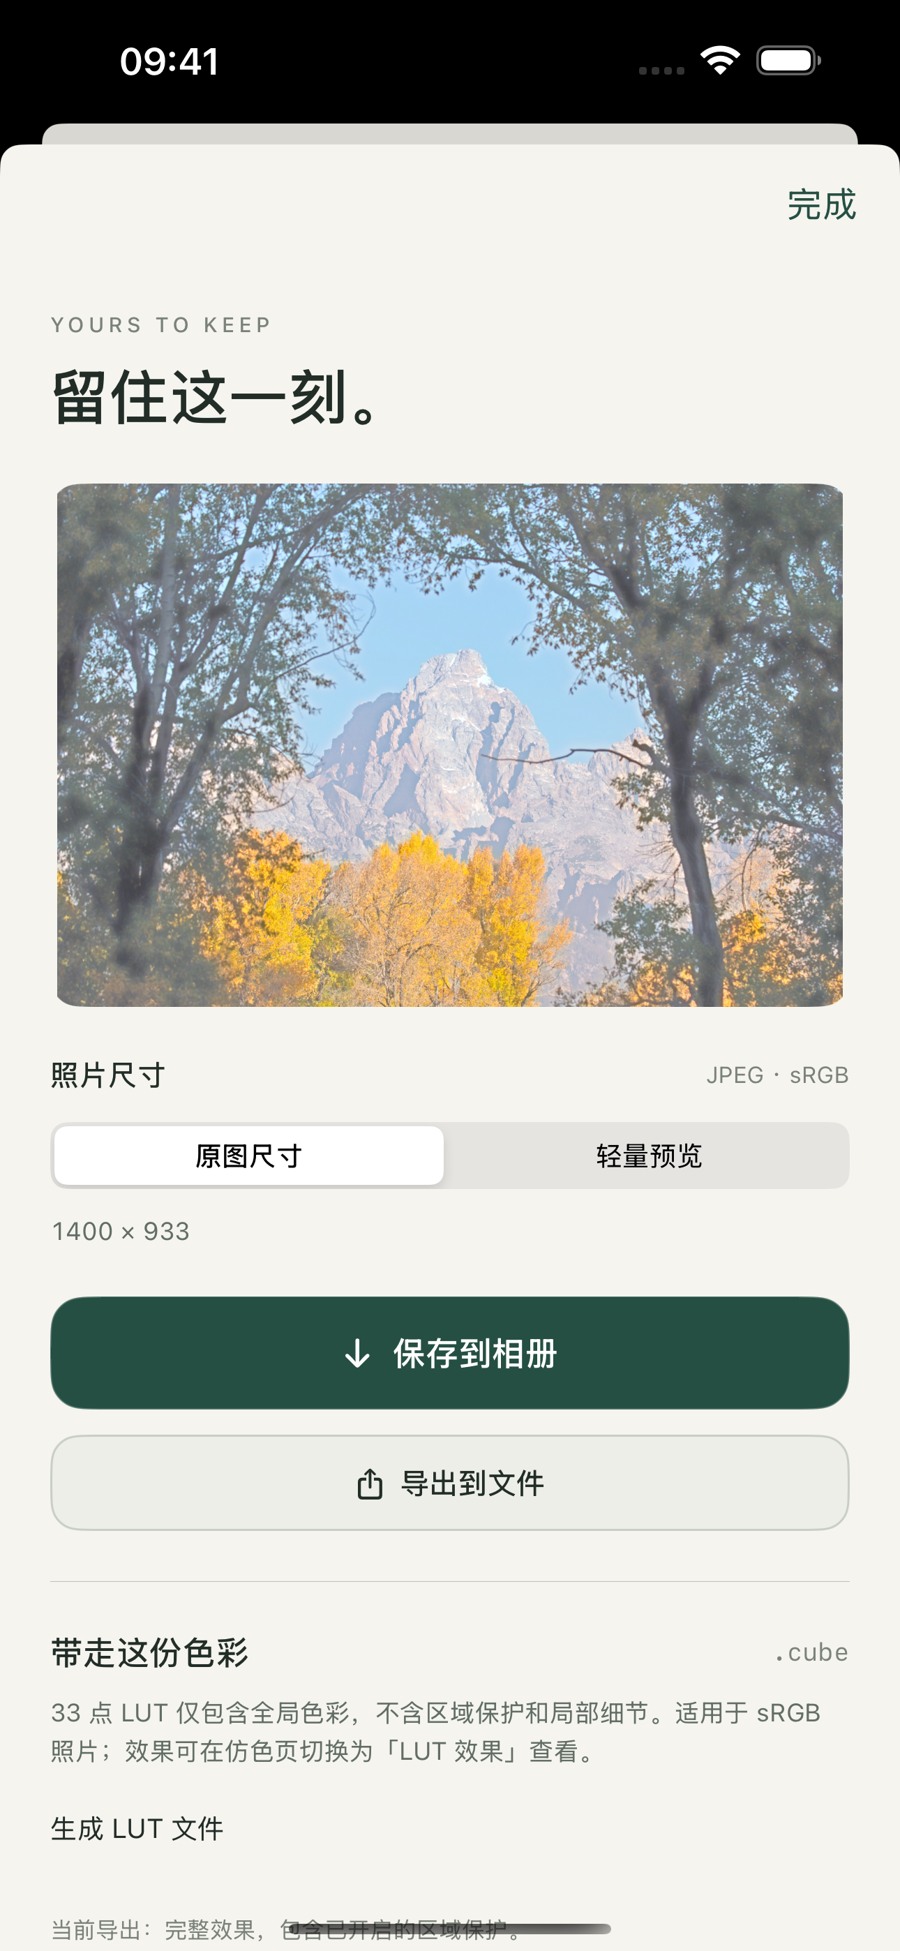 09:41
完成
YOURS TO KEEP
留住这一刻。
照片尺寸
JPEG · sRGB
原图尺寸
轻量预览
1400 × 933
保存到相册
导出到文件
带走这份色彩
.cube
33 点 LUT 仅包含全局色彩，不含区域保护和局部细节。适用于 sRGB
照片；效果可在仿色页切换为「LUT 效果」查看。
生成 LUT 文件
当前导出：完整效果，包含已开启的区域保护。